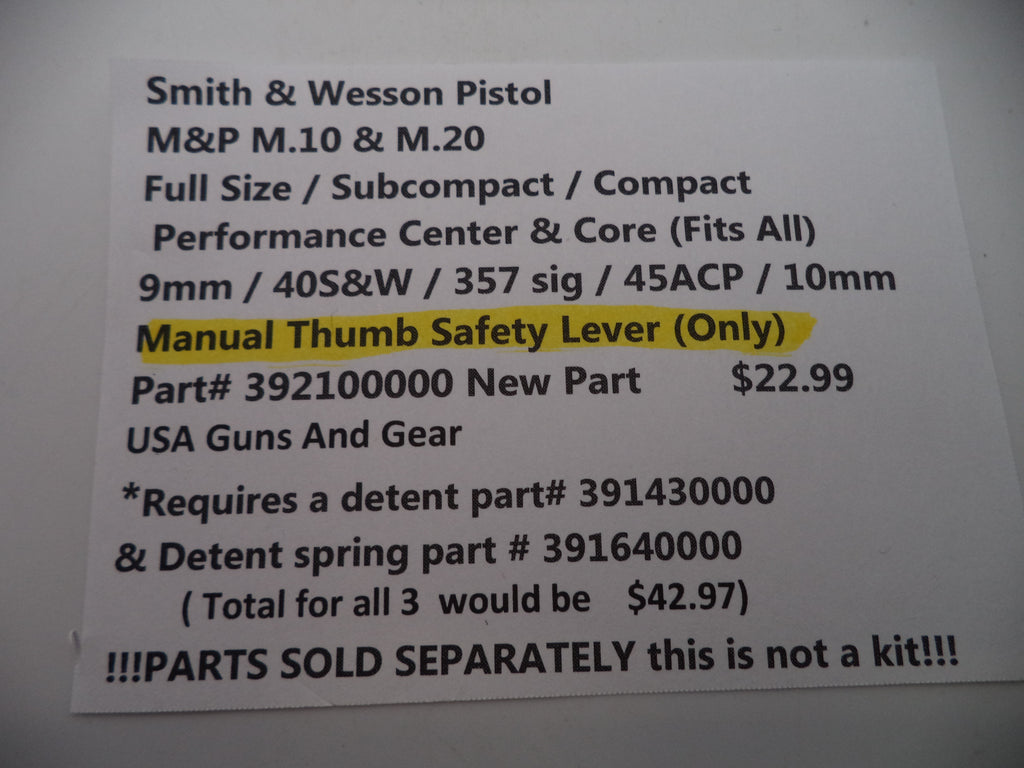 Smith & Wesson Pistol
M&P M.10 & M.20
Full Size / Subcompact / Compact
Performance Center & Core (Fits All)
9mm / 40S&W / 357 sig / 45ACP / 10mm
Manual Thumb Safety Lever (Only)
Part# 392100000 New Part $22.99
USA Guns And Gear
*Requires a detent part# 391430000
& Detent spring part # 391640000
( Total for all 3 would be $42.97)
!!!PARTS SOLD SEPARATELY this is not a kit!!!